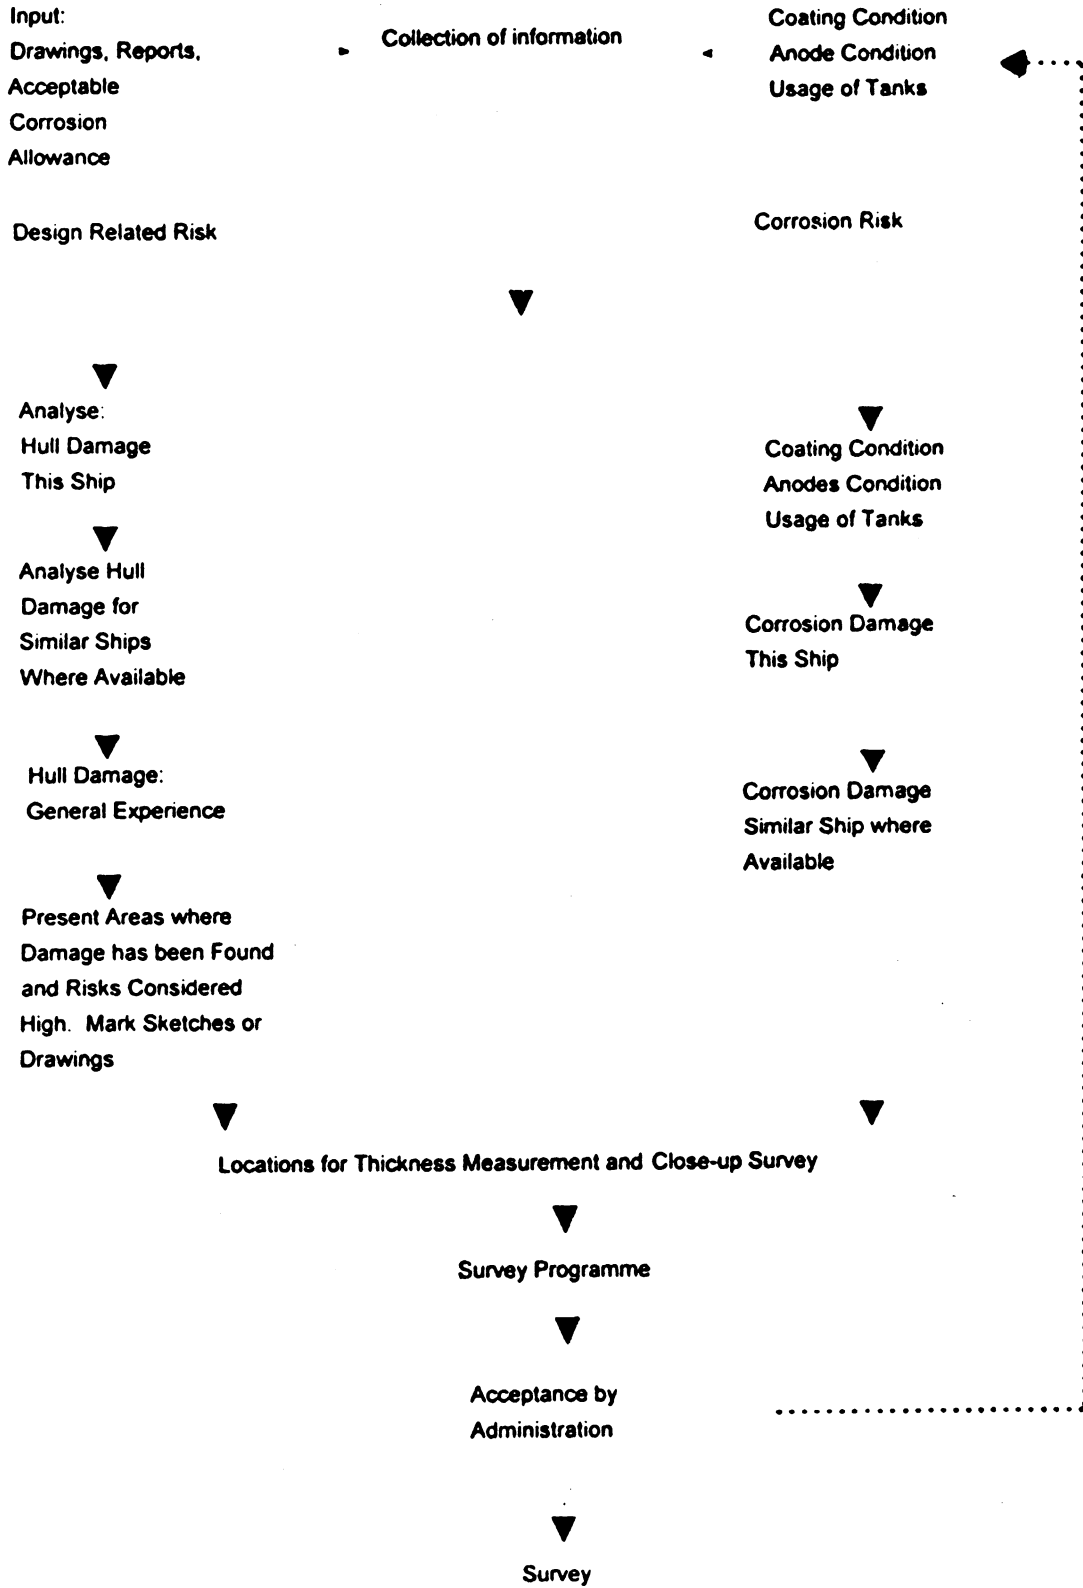 Input:
Drawings, Reports,
Acceptable
Corrosion
Allowance
Collection of information
Coating Condition
Anode Condition
Usage of Tanks
Design Related Risk
Corrosion Risk
Analyse:
Hull Damage
This Ship
Analyse Hull
Damage for
Similar Ships
Where Available
Hull Damage:
General Experience
Present Areas where
Damage has been Found
and Risks Considered
High. Mark Sketches or
Drawings
Coating Condition
Anodes Condition
Usage of Tanks
Corrosion Damage
This Ship
Corrosion Damage
Similar Ship where
Available
Locations for Thickness Measurement and Close-up Survey
Survey Programme
Acceptance by
Administration
Survey